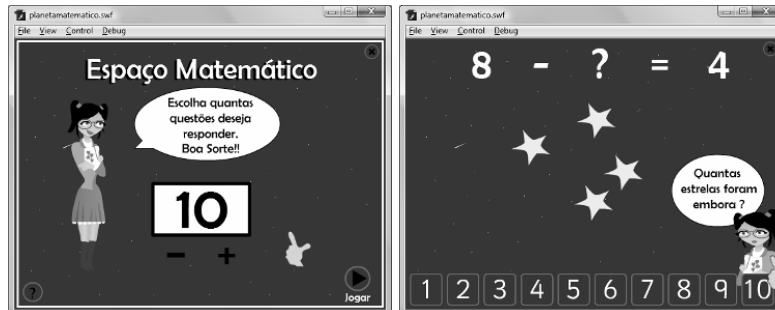 planetamatematico.swf
File View Control Debug
Espaço Matemático
Escolha quantas
questões deseja
responder.
Boa Sorte!!
10
- +
?
Jogar
planetamatematico.swf
File View Control Debug
8 - ? = 4
Quantas
estrelas foram
embora ?
1 2 3 4 5 6 7 8 9 10